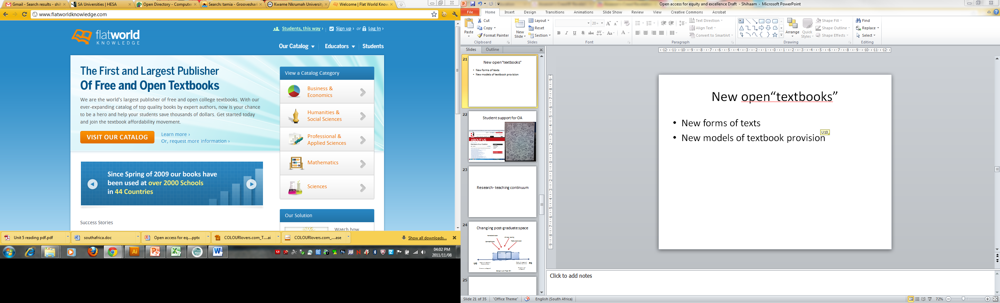 Gmail - Search results - shil
SA Universities | HESA
Open Directory - Computer
Search: tamia - Grooveshark
Kwame Nkrumah University
Welcome | Flat World Know
www.flatworldknowledge.com
flatworld
KNOWLEDGE
Students, this way › Sign up › or Log In ›
Our Catalog Educators Students
The First and Largest Publisher
Of Free and Open Textbooks
We are the world's largest publisher of free and open college textbooks. With our
ever-expanding catalog of top quality books by expert authors, now is your chance
to be a hero and help your students save thousands of dollars. Get started today
and join the textbook affordability movement.
VISIT OUR CATALOG
Learn more ›
Or, request more information ›
View a Catalog Category
Business &
Economics
Humanities &
Social Sciences
Professional &
Applied Sciences
Mathematics
Sciences
Since Spring of 2009 our books have
been used at over 2000 Schools
in 44 Countries
Success Stories
Our Solution
Watch how
Unit 5 reading pdf.pdf
southafrica.doc
Open access for eq....pptx
COLOURlovers.com_T....ai
COLOURlovers.com_....ase
Show all downloads...
04:02 PM
2011/11/08
Open access for equity and excellence Draft - Shihaam - Microsoft PowerPoint
File Home Insert Design Transitions Animations Slide Show Review View Creative Commons Acrobat
Paste
Cut
Copy
Format Painter
Clipboard
New
Slide
Layout
Reset
Section
Slides
20+
Font
Text Direction
Align Text
Convert to SmartArt
Paragraph
Arrange
Quick
Styles
Shape Fill
Shape Outline
Shape Effects
Drawing
Find
Replace
Select
Editing
Slides Outline
21
New open“textbooks”
• New forms of texts
• New models of textbook provision
22
Student support for OA
ABOUT US
23
Research- teaching continuum
24
Changing post-graduate space
UG
PG
25
New open“textbooks”
• New forms of texts
• New models of textbook provision
U10
Click to add notes
Slide 21 of 35 "Office Theme" English (South Africa)
72%